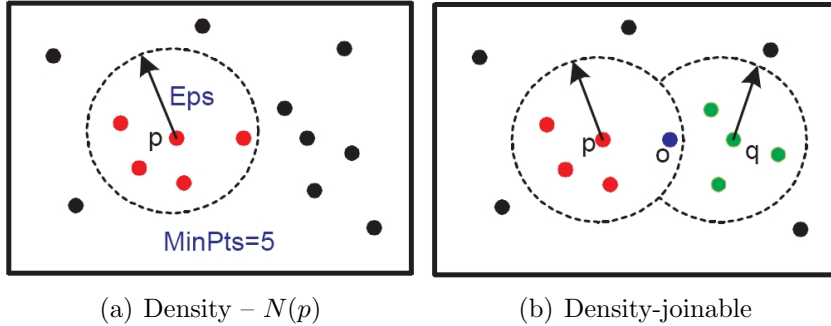 Eps
p
MinPts=5
p
o
q
(a) Density – N(p)
(b) Density-joinable